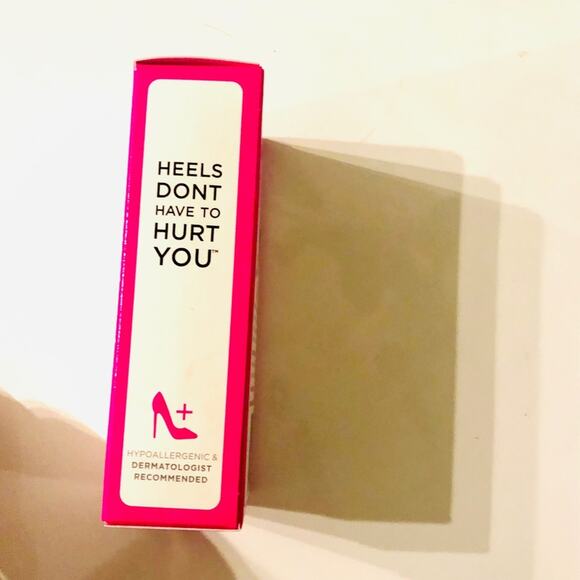 HEELS
DONT
HAVE TO
HURT
YOU™
HYPOALLERGENIC &
DERMATOLOGIST
RECOMMENDED